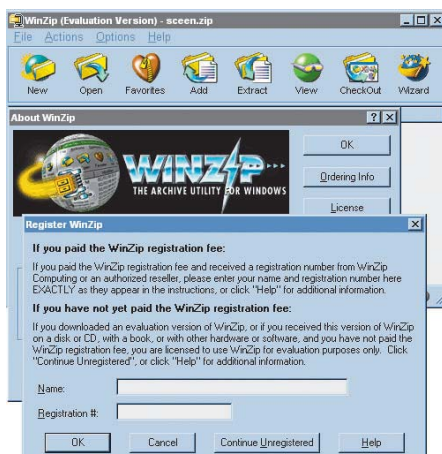 WinZip (Evaluation Version) - sceen.zip
File Actions Options Help
New Open Favorites Add Extract View CheckOut Wizard
About WinZip
OK
WINZIP
THE ARCHIVE UTILITY FOR WINDOWS
Ordering Info
License
Register WinZip
If you paid the WinZip registration fee:
If you paid the WinZip registration fee and received a registration number from WinZip
Computing or an authorized reseller, please enter your name and registration number here
EXACTLY as they appear in the instructions, or click "Help" for additional information.
If you have not yet paid the WinZip registration fee:
If you downloaded an evaluation version of WinZip, or if you received this version of WinZip
on a disk or CD, with a book, or with other hardware or software, and you have not paid the
WinZip registration fee, you are licensed to use WinZip for evaluation purposes only. Click
"Continue Unregistered", or click "Help" for additional information.
Name:
Registration #:
OK Cancel Continue Unregistered Help